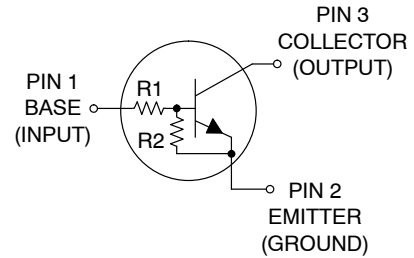 PIN 3
COLLECTOR
(OUTPUT)
PIN 1
BASE
(INPUT)
R1
R2
PIN 2
EMITTER
(GROUND)